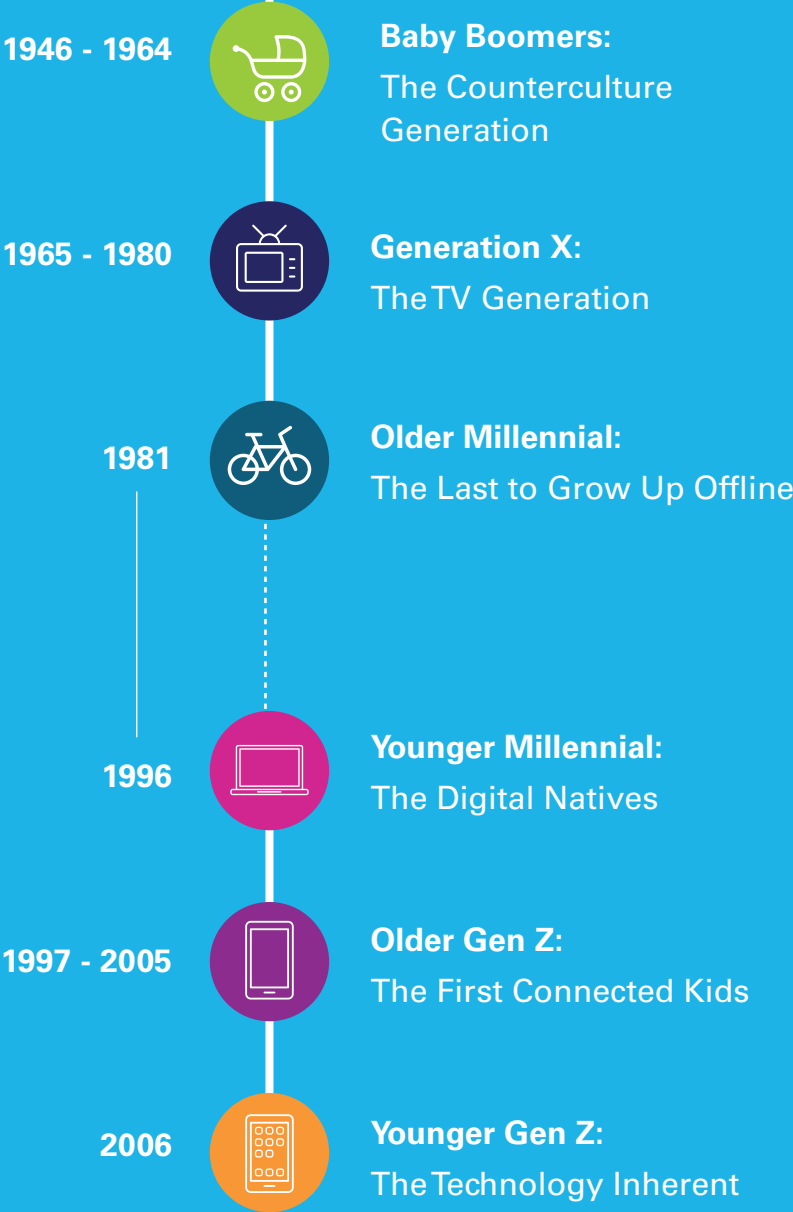 1946 - 1964
Baby Boomers:
The Counterculture
Generation
1965 - 1980
Generation X:
The TV Generation
1981
Older Millennial:
The Last to Grow Up Offline
1996
Younger Millennial:
The Digital Natives
1997 - 2005
Older Gen Z:
The First Connected Kids
2006
Younger Gen Z:
The Technology Inherent